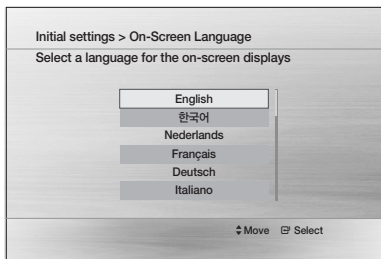 Initial settings > On-Screen Language
Select a language for the on-screen displays
English
한국어
Nederlands
Français
Deutsch
Italiano
Move Select